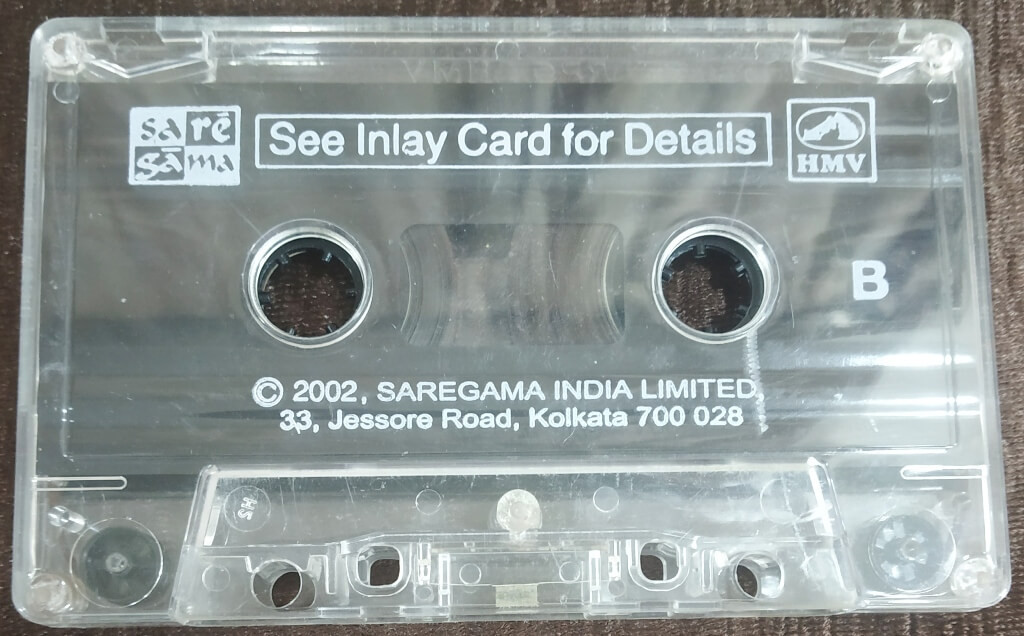 sa rē
gā ma
See Inlay Card for Details
HMV
B
© 2002, SAREGAMA INDIA LIMITED,
33, Jessore Road, Kolkata 700 028
HS